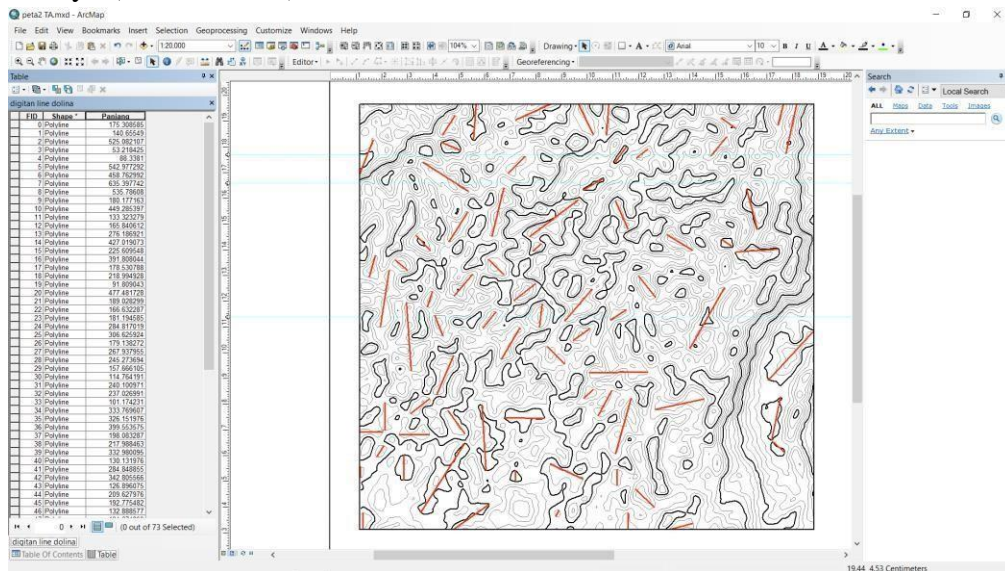 peta2 TA.mxd - ArcMap
File Edit View Bookmarks Insert Selection Geoprocessing Customize Windows Help
1:20.000
104%
Drawing
Arial
10
B I U A
Editor
Georeferencing
Table
digitan line dolina
FID Shape * Panjang
0 Polyline 175.308585
1 Polyline 140.65549
2 Polyline 525.082107
3 Polyline 53.218425
4 Polyline 88.3381
5 Polyline 542.977292
6 Polyline 458.762992
7 Polyline 635.397742
8 Polyline 535.78608
9 Polyline 180.177163
10 Polyline 449.285397
11 Polyline 133.323279
12 Polyline 165.840612
13 Polyline 276.186921
14 Polyline 427.019073
15 Polyline 225.609548
16 Polyline 391.808044
17 Polyline 178.530788
18 Polyline 218.994928
19 Polyline 91.809043
20 Polyline 477.481728
21 Polyline 189.028299
22 Polyline 166.632287
23 Polyline 181.194585
24 Polyline 284.817019
25 Polyline 306.625924
26 Polyline 179.138272
27 Polyline 267.937955
28 Polyline 245.273694
29 Polyline 157.666105
30 Polyline 114.764191
31 Polyline 240.100971
32 Polyline 237.026991
33 Polyline 101.174231
34 Polyline 333.769607
35 Polyline 326.151976
36 Polyline 399.553575
37 Polyline 198.083287
38 Polyline 217.988463
39 Polyline 332.980095
40 Polyline 130.131976
41 Polyline 284.848855
42 Polyline 342.805566
43 Polyline 126.896075
44 Polyline 209.627976
45 Polyline 192.775482
46 Polyline 132.888577
0
(0 out of 73 Selected)
digitan line dolina
Table Of Contents Table
Search
Local Search
ALL Maps Data Tools Images
Any Extent
19.44 4.53 Centimeters